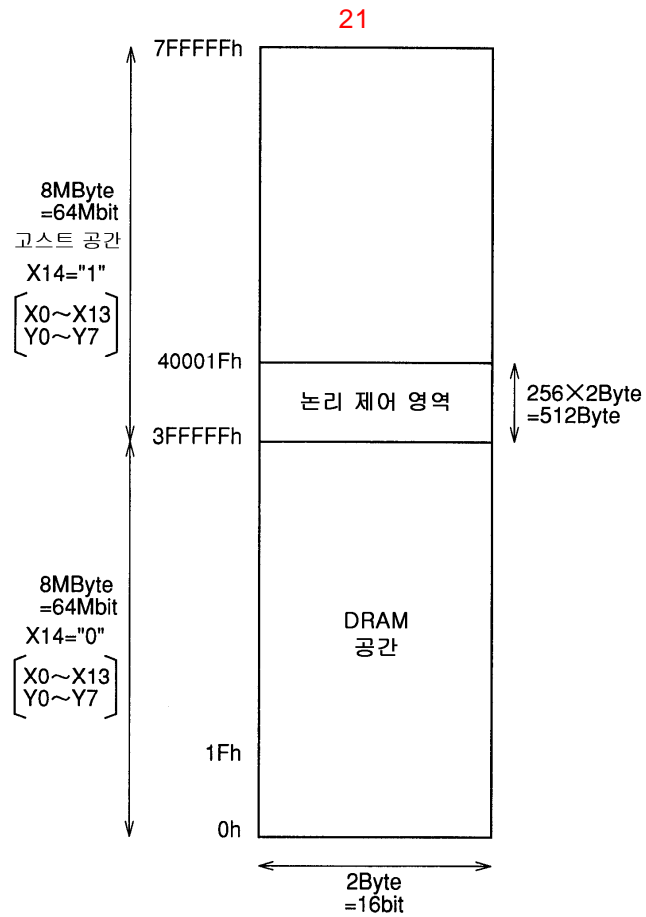 21
7FFFFFh
8MByte
=64Mbit
고스트 공간
X14="1"
X0～X13
Y0～Y7
40001Fh
논리 제어 영역
256×2Byte
=512Byte
3FFFFFh
8MByte
=64Mbit
X14="0"
X0～X13
Y0～Y7
DRAM
공간
1Fh
0h
2Byte
=16bit